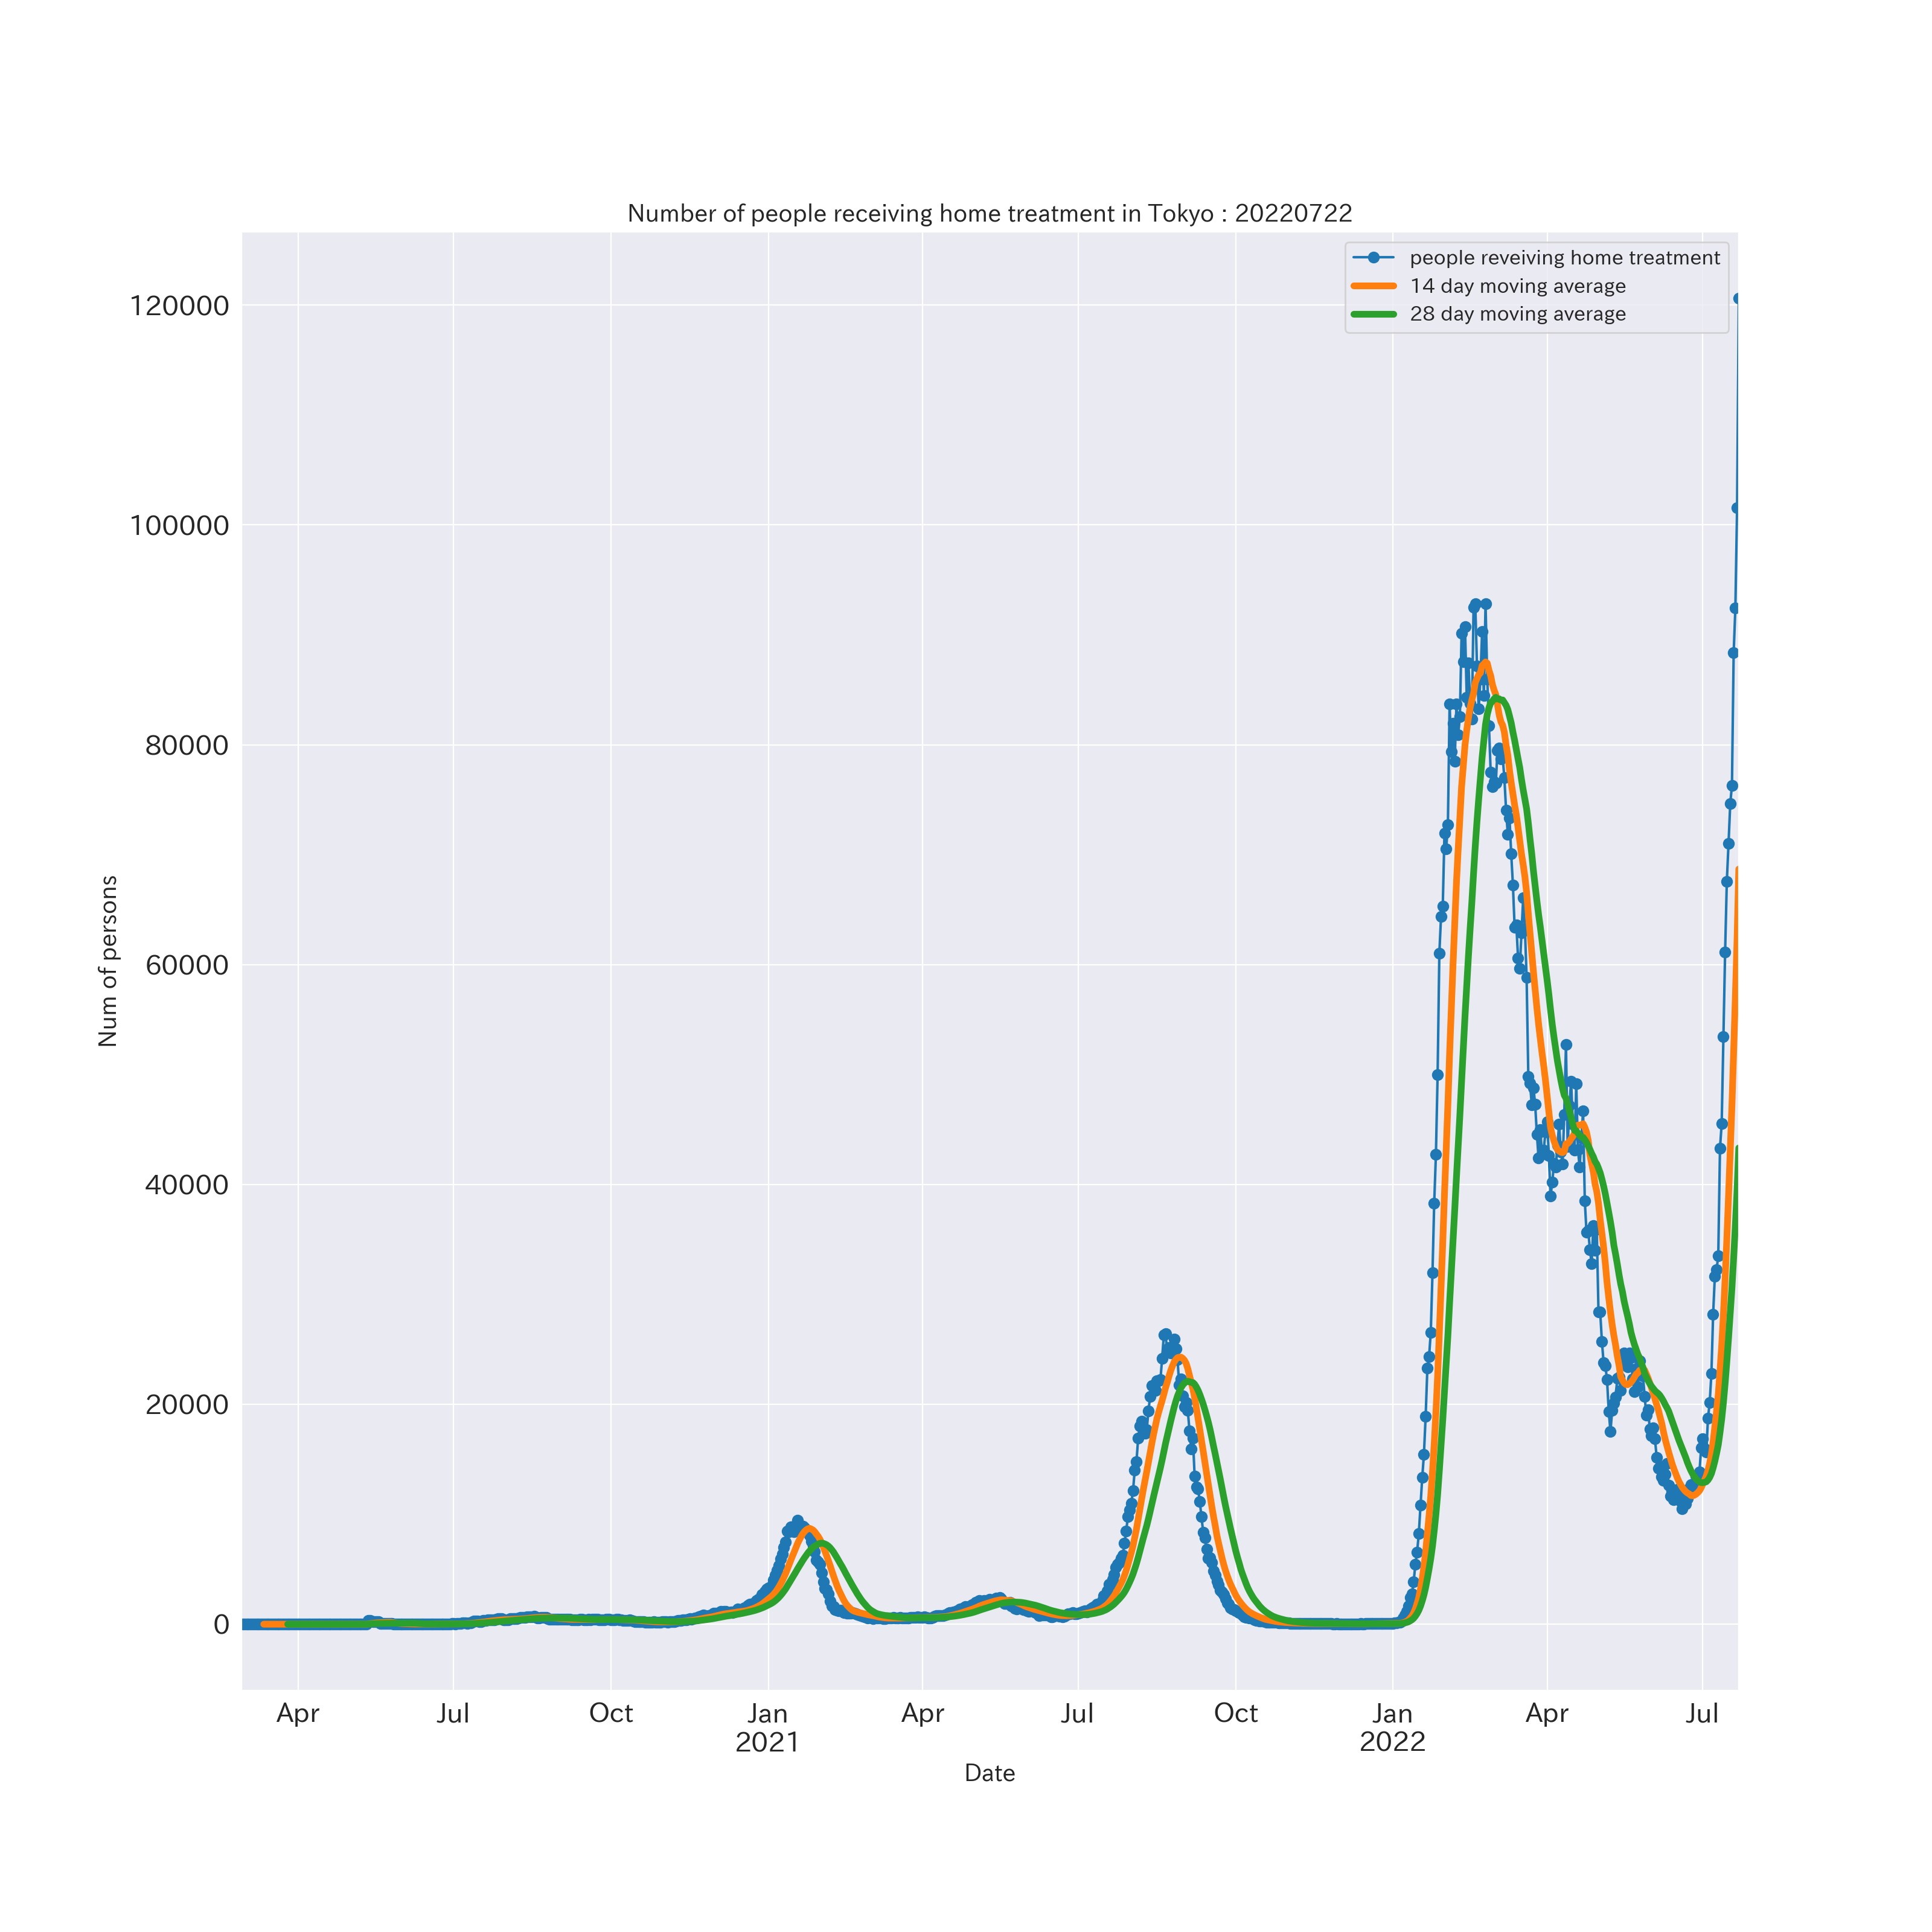 Number of people receiving home treatment in Tokyo : 20220722
people reveiving home treatment
14 day moving average
28 day moving average
120000
100000
80000
60000
40000
20000
0
Num of persons
Apr Jul Oct Jan Apr Jul Oct Jan Apr Jul
2021 2022
Date